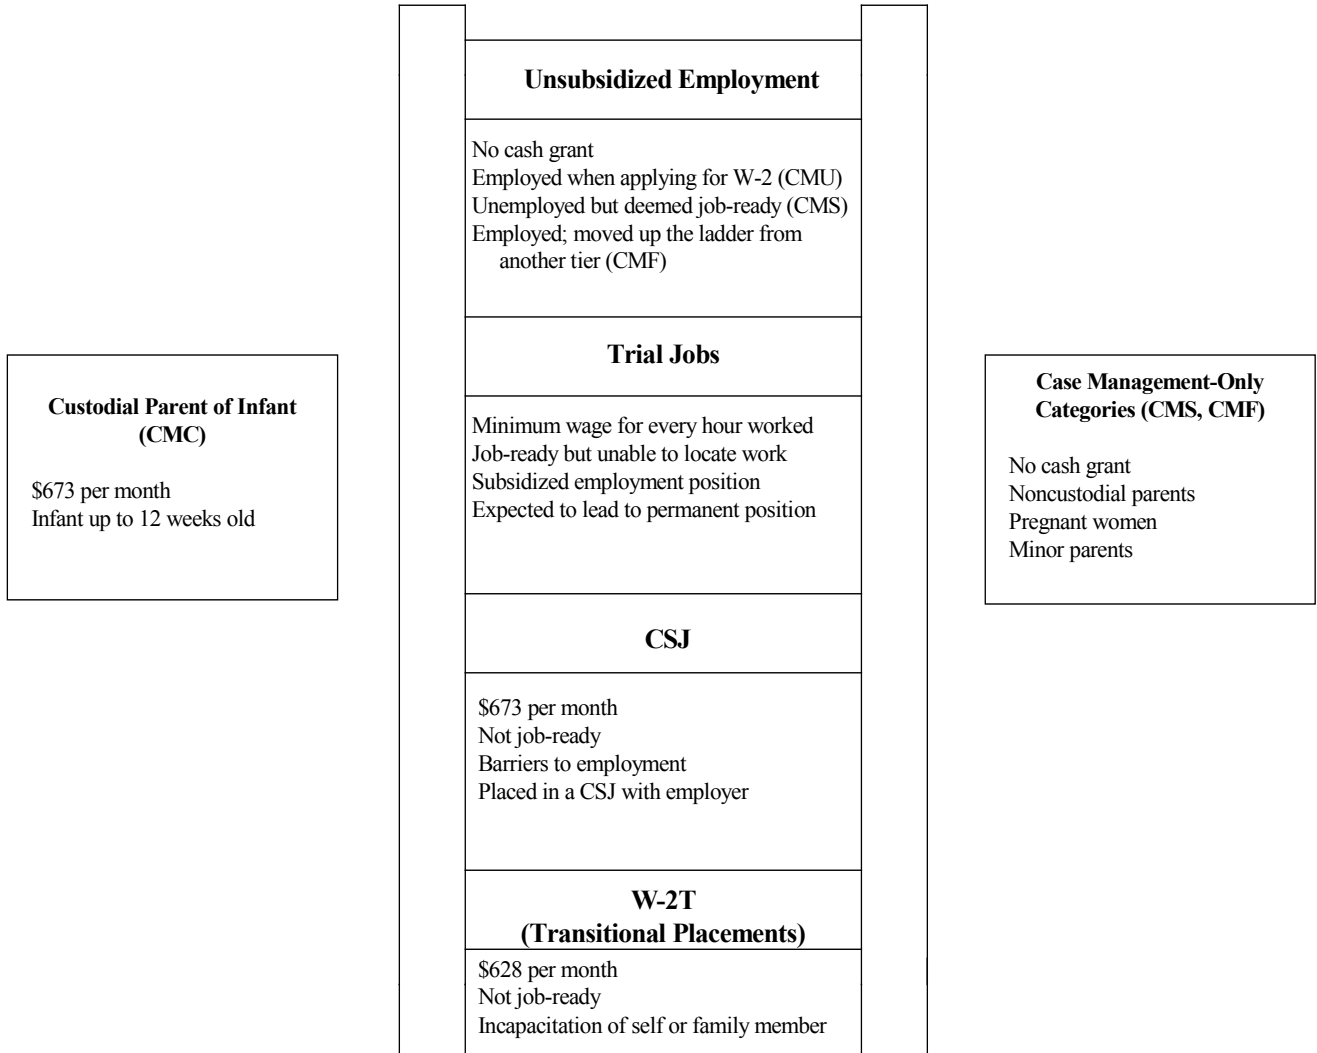 Unsubsidized Employment
No cash grant
Employed when applying for W-2 (CMU)
Unemployed but deemed job-ready (CMS)
Employed; moved up the ladder from
another tier (CMF)
Trial Jobs
Minimum wage for every hour worked
Job-ready but unable to locate work
Subsidized employment position
Expected to lead to permanent position
Custodial Parent of Infant
(CMC)
$673 per month
Infant up to 12 weeks old
Case Management-Only
Categories (CMS, CMF)
No cash grant
Noncustodial parents
Pregnant women
Minor parents
CSJ
$673 per month
Not job-ready
Barriers to employment
Placed in a CSJ with employer
W-2T
(Transitional Placements)
$628 per month
Not job-ready
Incapacitation of self or family member